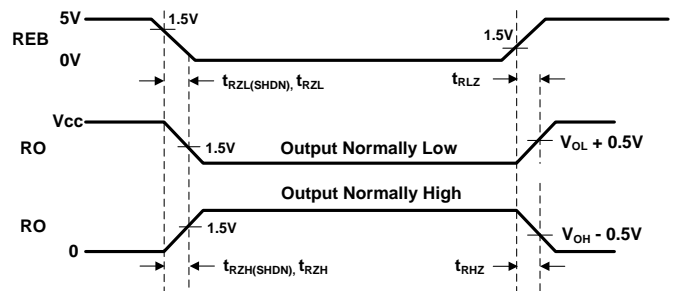 5V
1.5V
REB
1.5V
0V
tRZL(SHDN), tRZL
tRLZ
Vcc
RO
1.5V
Output Normally Low
VOL + 0.5V
Output Normally High
RO
1.5V
VOH - 0.5V
0
tRZH(SHDN), tRZH
tRHZ